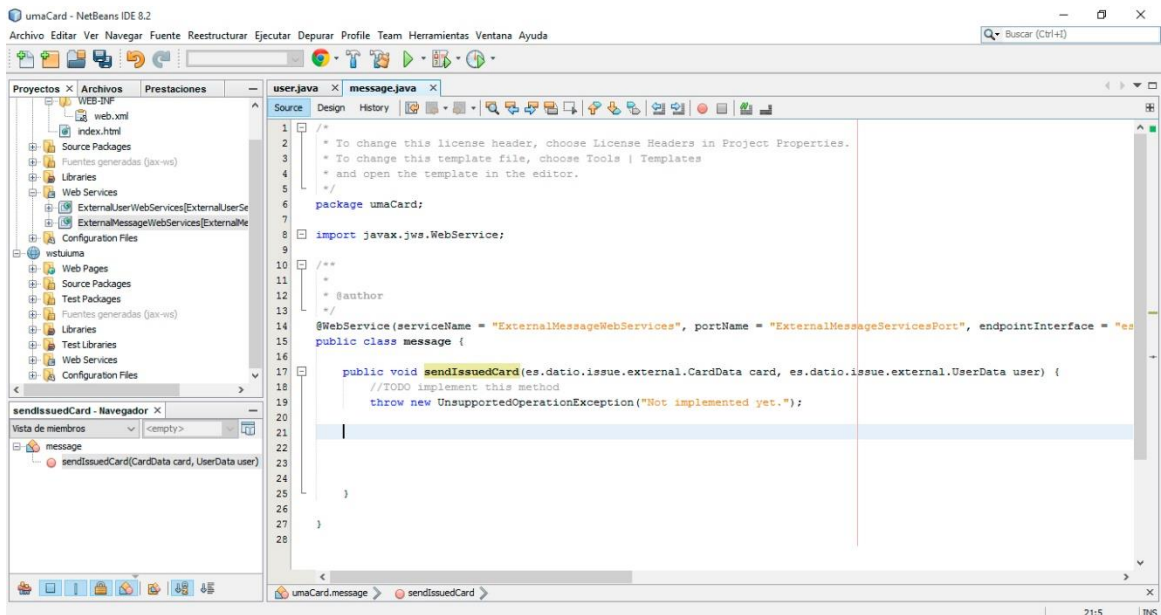 umaCard - NetBeans IDE 8.2
Archivo Editar Ver Navegar Fuente Reestructurar Ejecutar Depurar Profile Team Herramientas Ventana Ayuda
Buscar (Ctrl+I)
Proyectos Archivos Prestaciones
WEB-INF
web.xml
index.html
Source Packages
Fuentes generadas (jax-ws)
Libraries
Web Services
ExternalUserWebServices[ExternalUserSe
ExternalMessageWebServices[ExternalMe
Configuration Files
wstuiuma
Web Pages
Source Packages
Test Packages
Fuentes generadas (jax-ws)
Libraries
Test Libraries
Web Services
Configuration Files
sendIssuedCard - Navegador
Vista de miembros <empty>
message
sendIssuedCard(CardData card, UserData user)
user.java message.java
Source Design History
1 /*
2 * To change this license header, choose License Headers in Project Properties.
3 * To change this template file, choose Tools | Templates
4 * and open the template in the editor.
5 */
6 package umaCard;
7
8 import javax.jws.WebService;
9
10 /**
11 *
12 * @author
13 */
14 @WebService(serviceName = "ExternalMessageWebServices", portName = "ExternalMessageServicesPort", endpointInterface = "es
15 public class message {
16
17 public void sendIssuedCard(es.datio.issue.external.CardData card, es.datio.issue.external.UserData user) {
18 //TODO implement this method
19 throw new UnsupportedOperationException("Not implemented yet.");
20
21
22
23
24
25 }
26
27 }
28
umaCard.message sendIssuedCard
21:5 INS